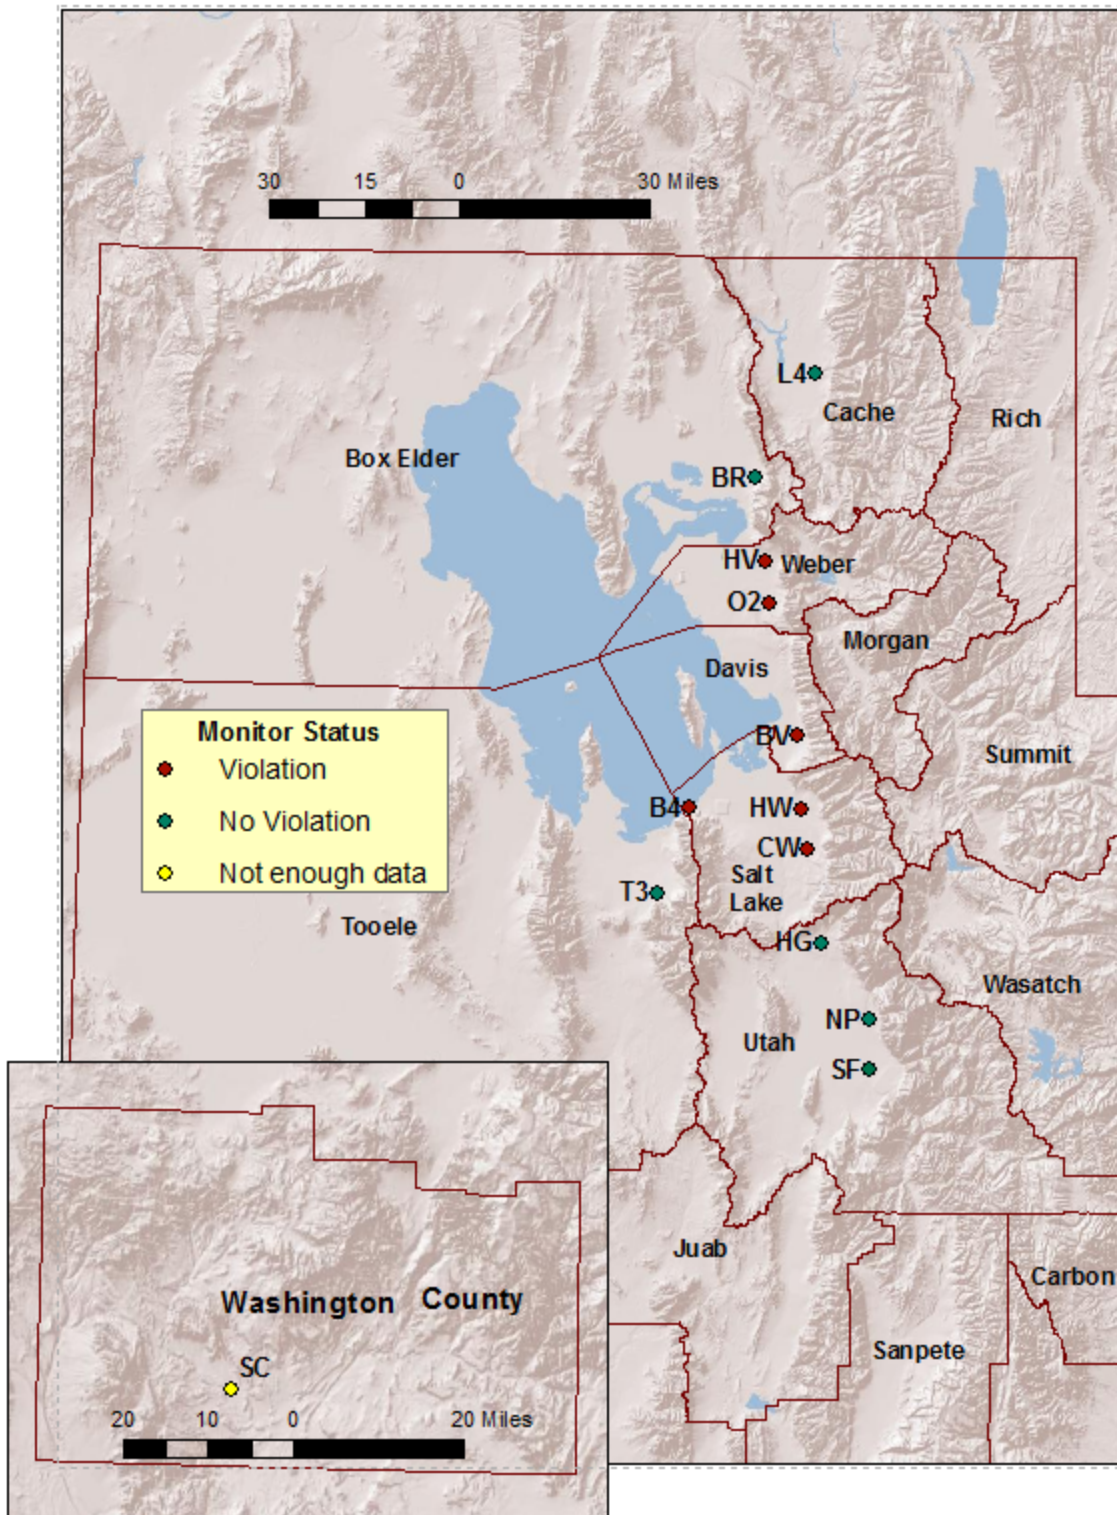 30 15 0 30 Miles
L4
Cache
Rich
Box Elder
BR
HV
Weber
O2
Morgan
Davis
Monitor Status
Violation
No Violation
Not enough data
BV
Summit
B4
HW
CW
Salt
Lake
T3
Tooele
HG
Wasatch
NP
Utah
SF
Juab
Carbon
Sanpete
Washington County
SC
20 10 0 20 Miles